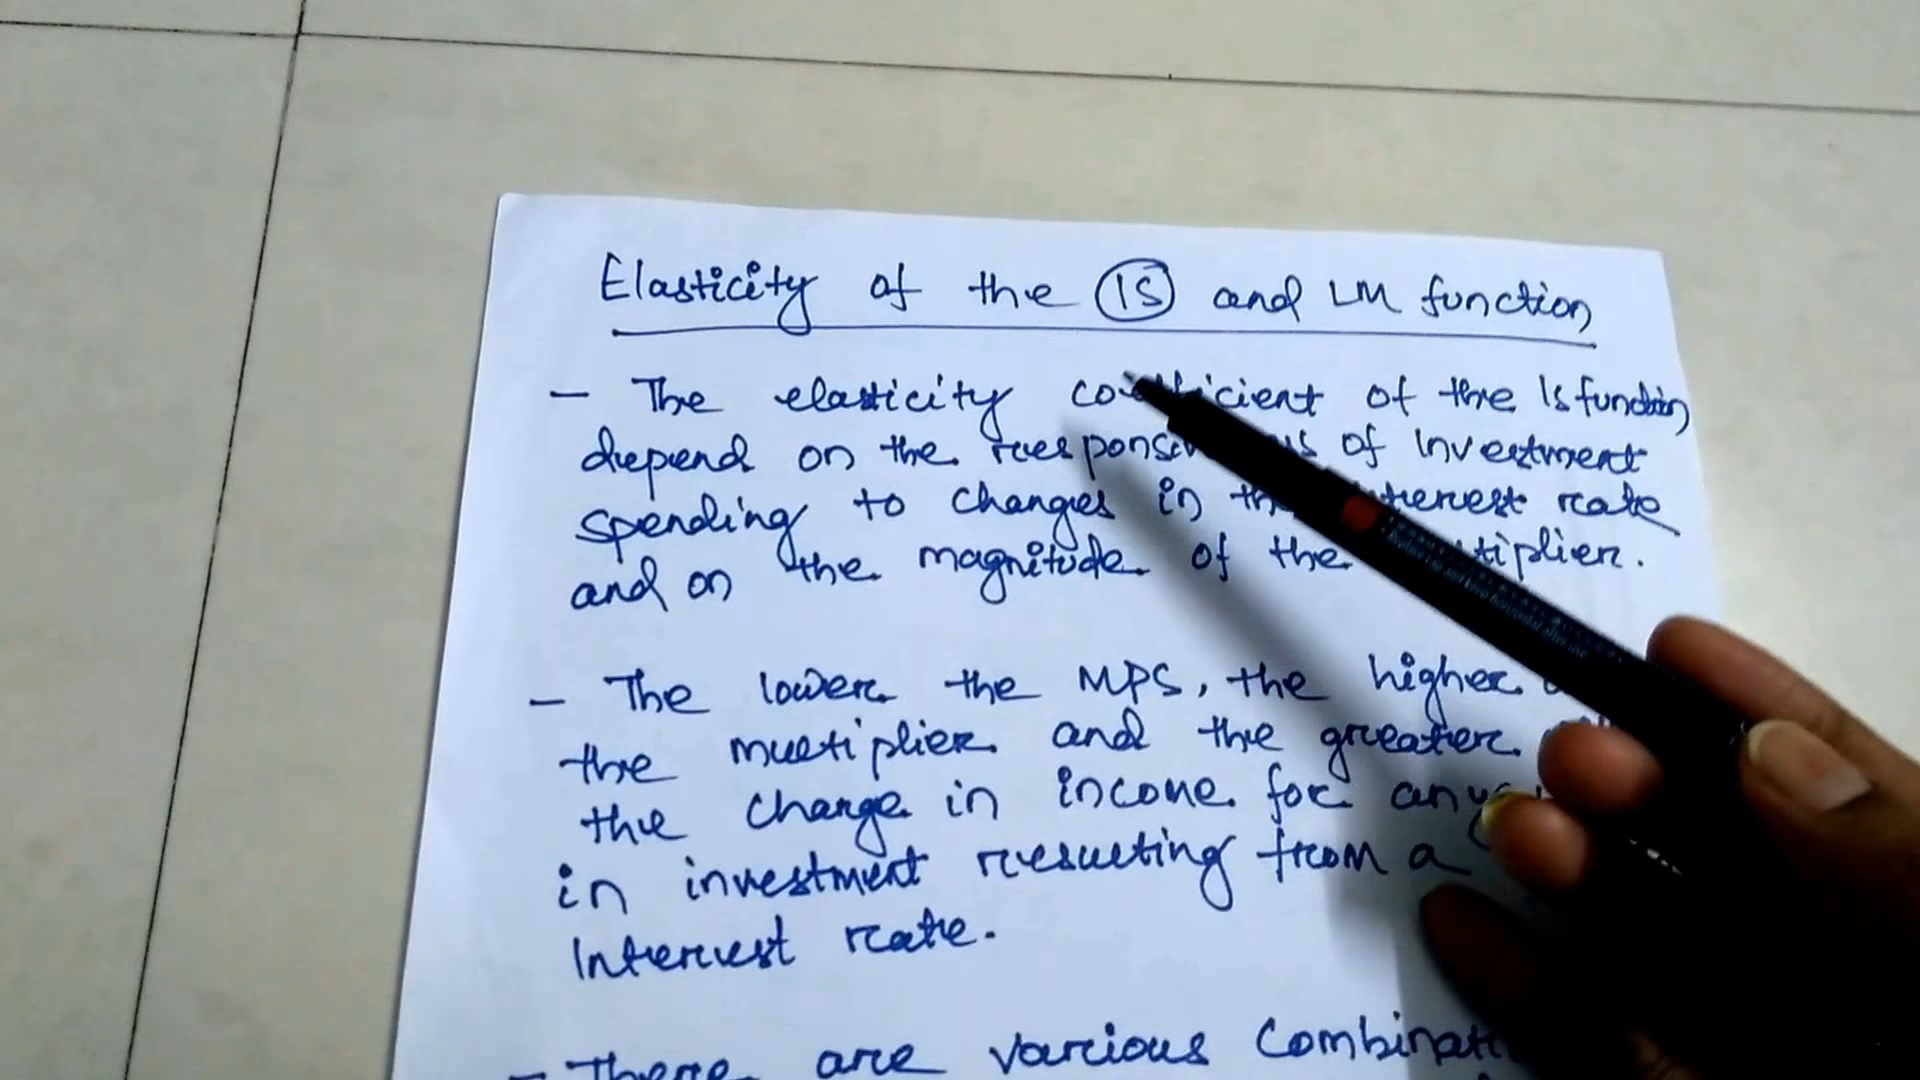 Elasticity of the IS and LM function
- The elasticity coefficient of the Is function
depend on the responsiveness of investment
spending to changes in the interest rate
and on the magnitude of the multiplier.
- The lower the MPS, the higher
the multiplier and the greater
the change in income for any
in investment resulting from a
Interest rate.
- There are various Combinati